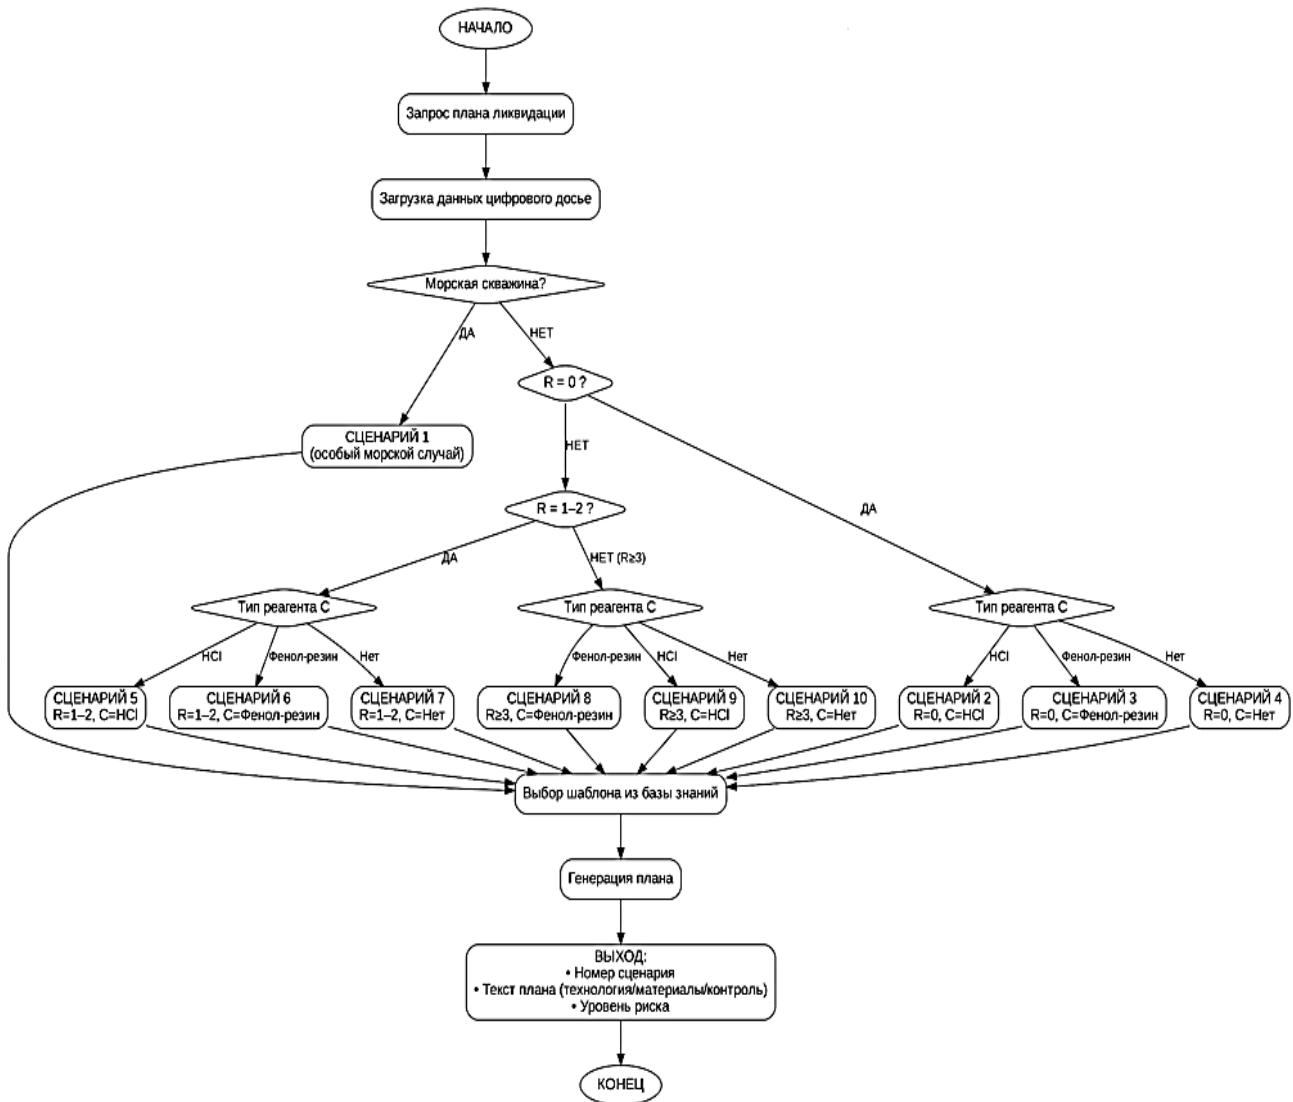 НАЧАЛО
Запрос плана ликвидации
Загрузка данных цифрового досье
Морская скважина?
ДА
НЕТ
R = 0 ?
СЦЕНАРИЙ 1
(особый морской случай)
НЕТ
ДА
R = 1–2 ?
ДА
НЕТ (R≥3)
Тип реагента C
Тип реагента C
Тип реагента C
HCl
Фенол-резин
Нет
Фенол-резин
HCl
Нет
HCl
Фенол-резин
Нет
СЦЕНАРИЙ 5
R=1–2, C=HCl
СЦЕНАРИЙ 6
R=1–2, C=Фенол-резин
СЦЕНАРИЙ 7
R=1–2, C=Нет
СЦЕНАРИЙ 8
R≥3, C=Фенол-резин
СЦЕНАРИЙ 9
R≥3, C=HCl
СЦЕНАРИЙ 10
R≥3, C=Нет
СЦЕНАРИЙ 2
R=0, C=HCl
СЦЕНАРИЙ 3
R=0, C=Фенол-резин
СЦЕНАРИЙ 4
R=0, C=Нет
Выбор шаблона из базы знаний
Генерация плана
ВЫХОД:
• Номер сценария
• Текст плана (технология/материалы/контроль)
• Уровень риска
КОНЕЦ